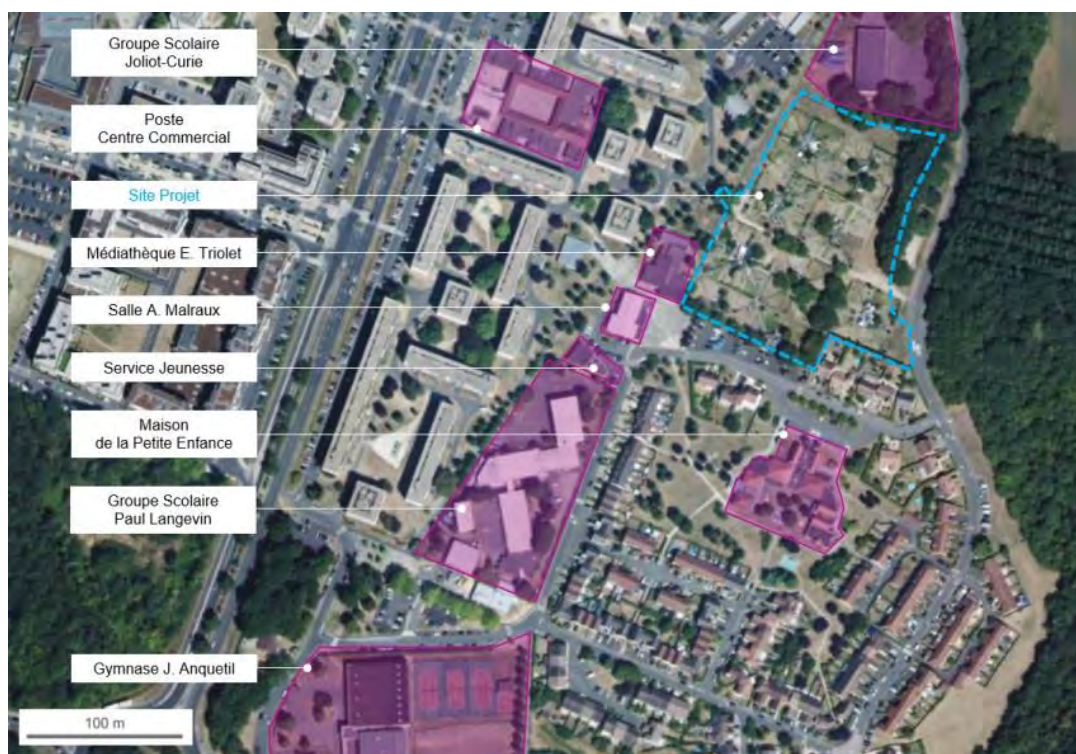 Groupe Scolaire
Joliot-Curie
Poste
Centre Commercial
Site Projet
Médiathèque E. Triolet
Salle A. Malraux
Service Jeunesse
Maison
de la Petite Enfance
Groupe Scolaire
Paul Langevin
Gymnase J. Anquetil
100 m